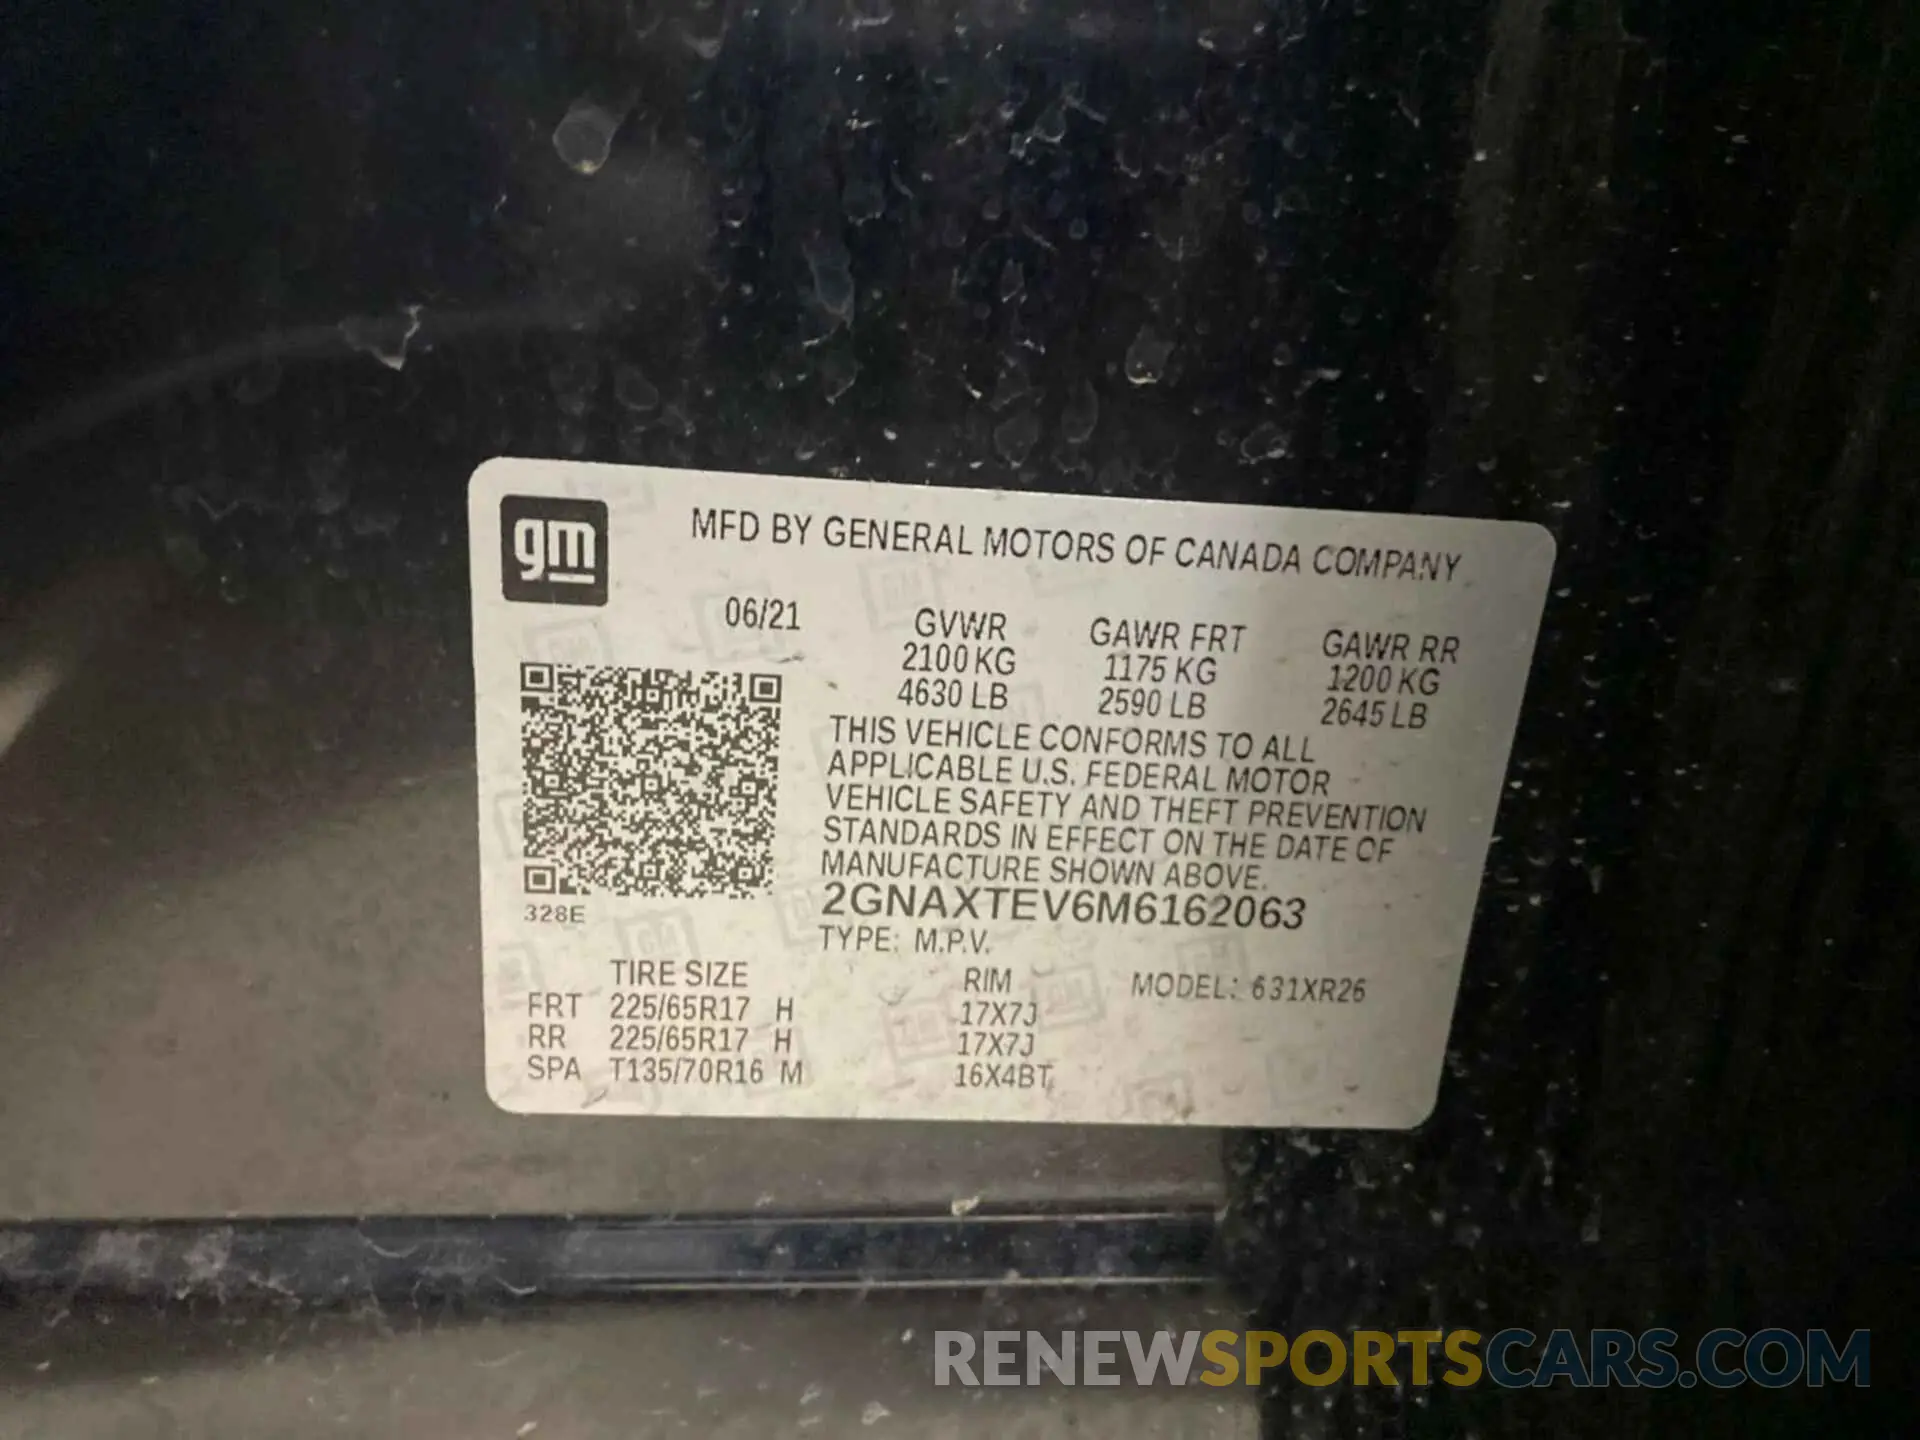 gm
MFD BY GENERAL MOTORS OF CANADA COMPANY
06/21 GVWR GAWR FRT GAWR RR
2100 KG 1175 KG 1200 KG
4630 LB 2590 LB 2645 LB
THIS VEHICLE CONFORMS TO ALL
APPLICABLE U.S. FEDERAL MOTOR
VEHICLE SAFETY AND THEFT PREVENTION
STANDARDS IN EFFECT ON THE DATE OF
MANUFACTURE SHOWN ABOVE.
2GNAXTEV6M6162063
328E
TYPE: M.P.V.
TIRE SIZE RIM MODEL: 631XR26
FRT 225/65R17 H 17X7J
RR 225/65R17 H 17X7J
SPA T135/70R16 M 16X4BT
RENEWSPORTSCARS.COM